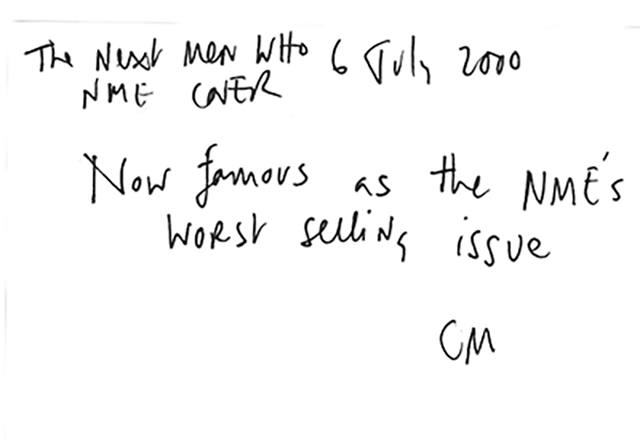 The Next Men Who 6 July 2000
NME COVER
Now famous as the NME's
worst selling issue
CM